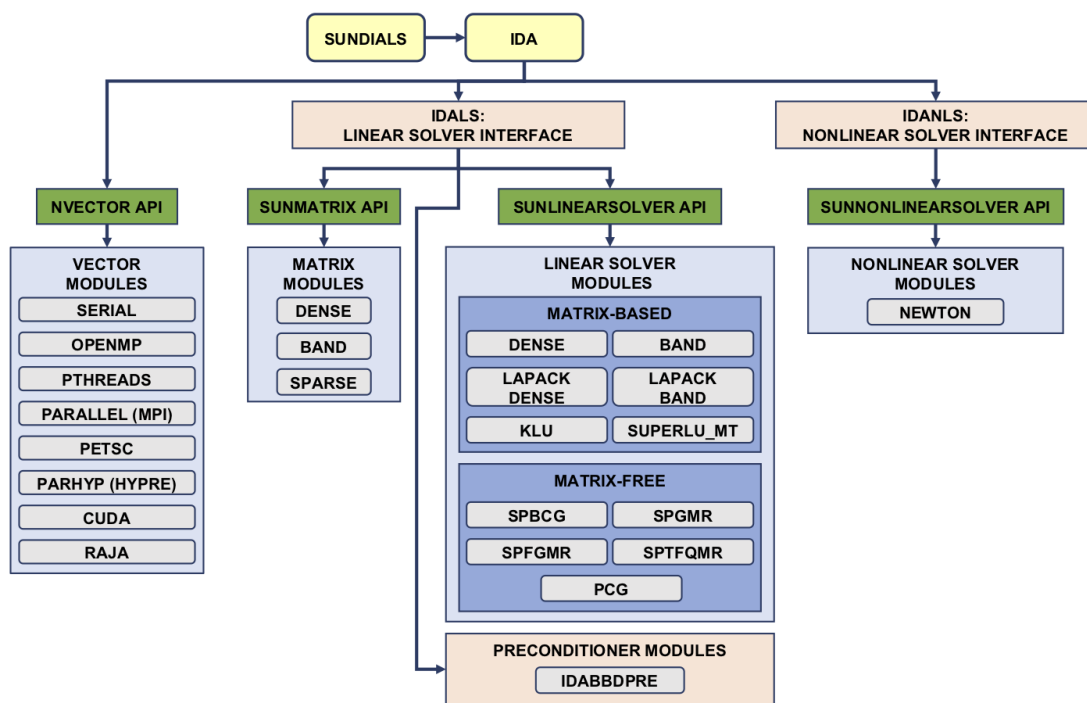 SUNDIALS
IDA
IDALS:
LINEAR SOLVER INTERFACE
IDANLS:
NONLINEAR SOLVER INTERFACE
NVECTOR API
SUNMATRIX API
SUNLINEARSOLVER API
SUNNONLINEARSOLVER API
VECTOR
MODULES
SERIAL
OPENMP
PTHREADS
PARALLEL (MPI)
PETSC
PARHYP (HYPRE)
CUDA
RAJA
MATRIX
MODULES
DENSE
BAND
SPARSE
LINEAR SOLVER
MODULES
MATRIX-BASED
DENSE
BAND
LAPACK
DENSE
LAPACK
BAND
KLU
SUPERLU_MT
MATRIX-FREE
SPBCG
SPGMR
SPFGMR
SPTFQMR
PCG
PRECONDITIONER MODULES
IDABBDPRE
NONLINEAR SOLVER
MODULES
NEWTON